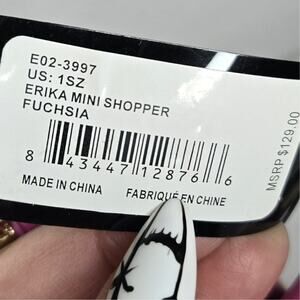 E02-3997
US: 1SZ
ERIKA MINI SHOPPER
FUCHSIA
8 43447 12876 6
MADE IN CHINA FABRIQUÉ EN CHINE
MSRP $129.00